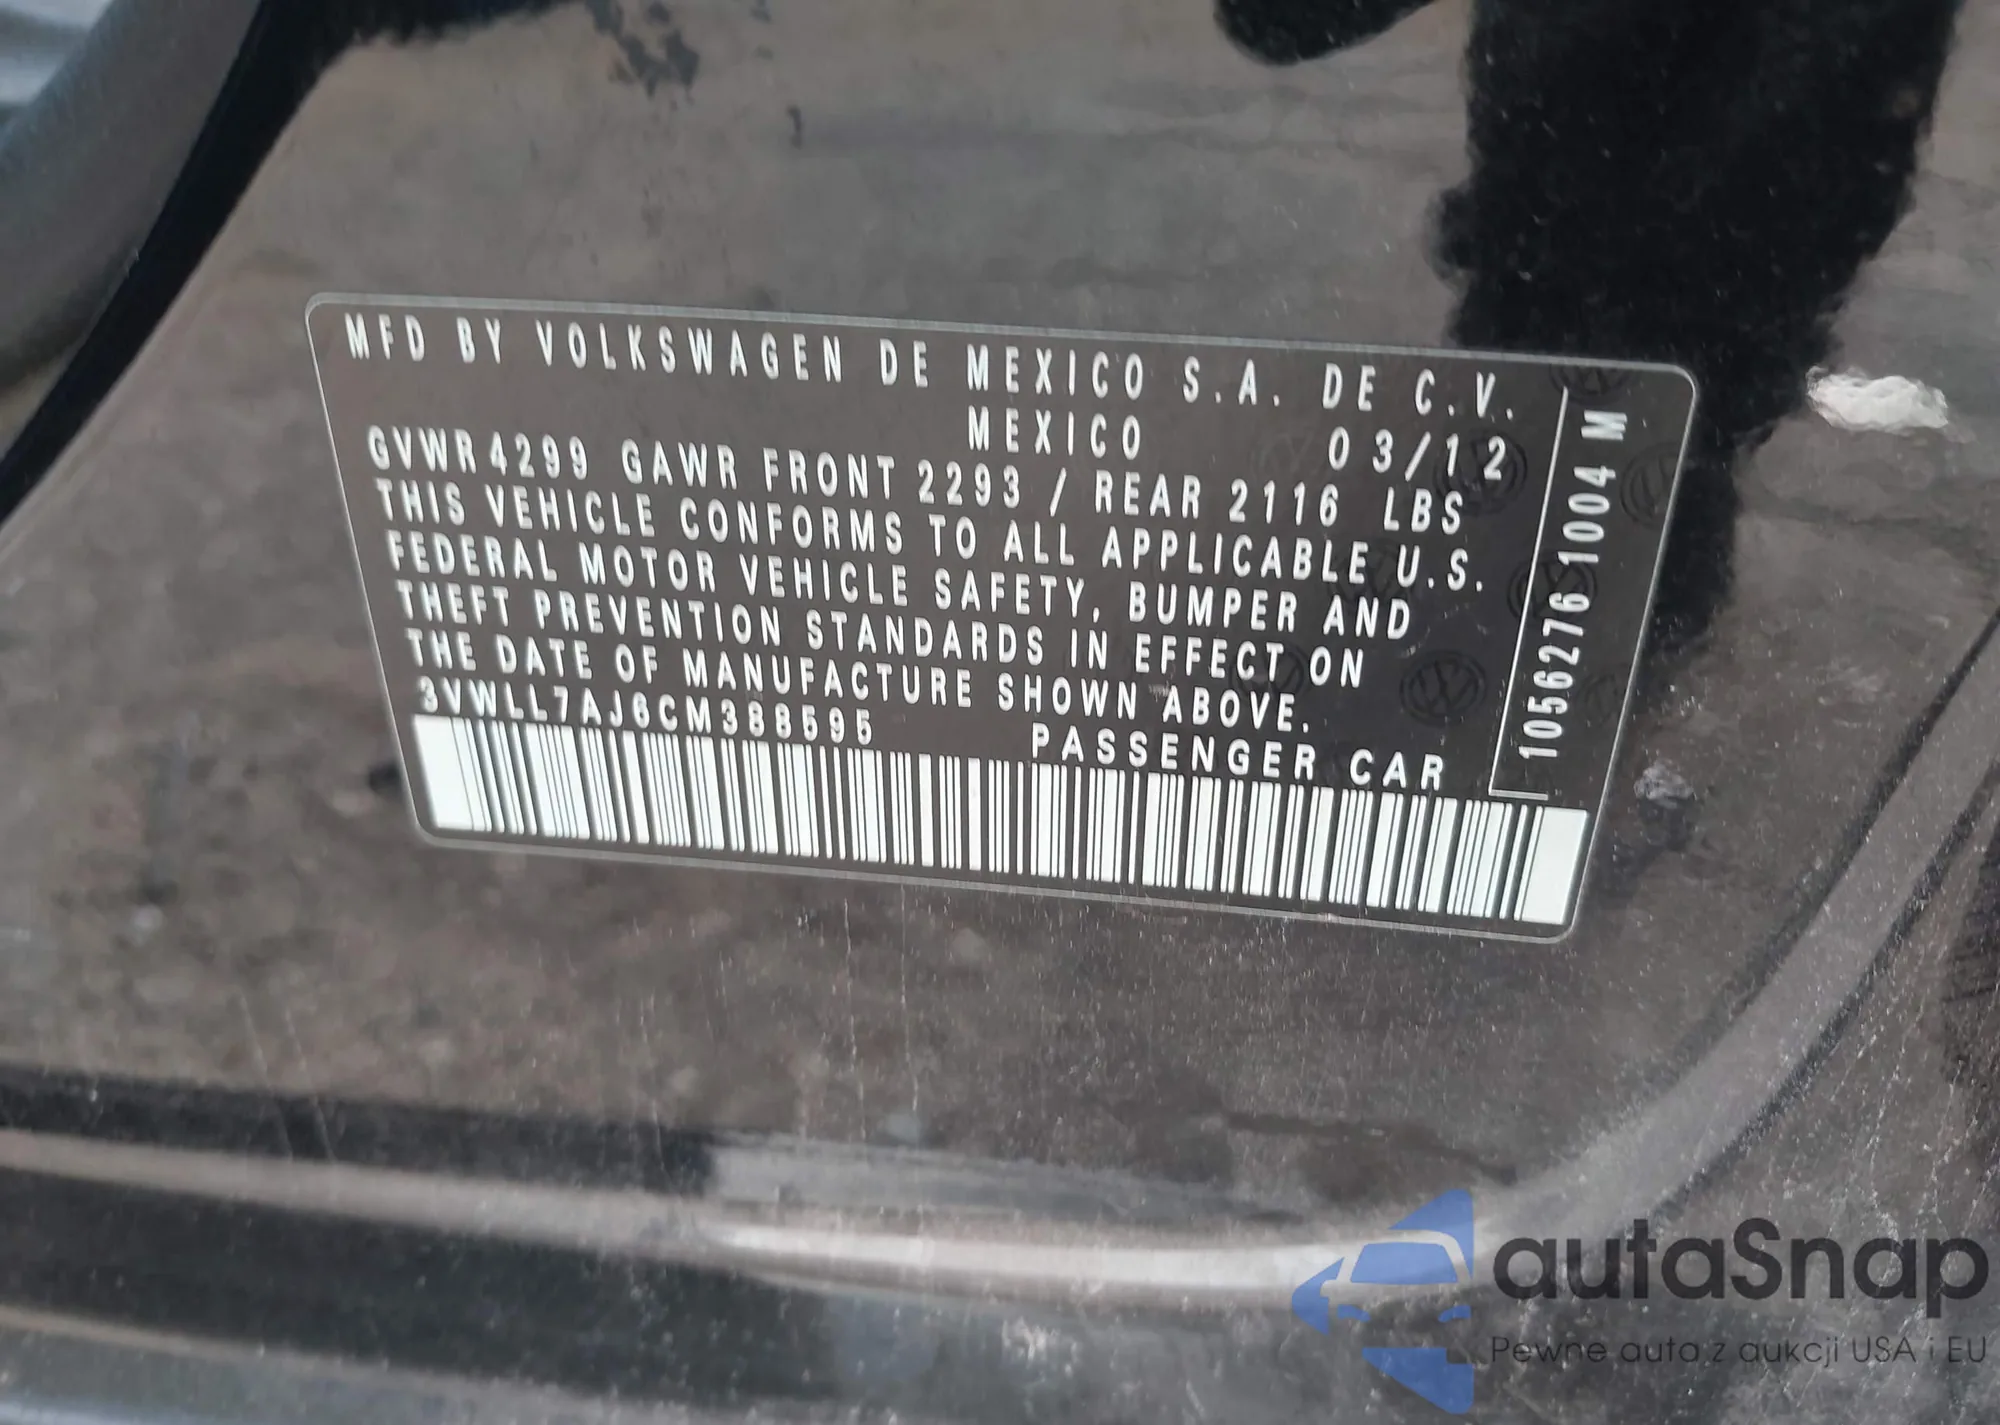 MFD BY VOLKSWAGEN DE MEXICO S.A. DE C.V.
MEXICO 03/12
GVWR 4299 GAWR FRONT 2293 / REAR 2116 LBS
THIS VEHICLE CONFORMS TO ALL APPLICABLE U.S.
FEDERAL MOTOR VEHICLE SAFETY, BUMPER AND
THEFT PREVENTION STANDARDS IN EFFECT ON
THE DATE OF MANUFACTURE SHOWN ABOVE.
3VWLL7AJ6CM388595 PASSENGER CAR
10562276 1004 M
autaSnap
Pewne auta z aukcji USA i EU